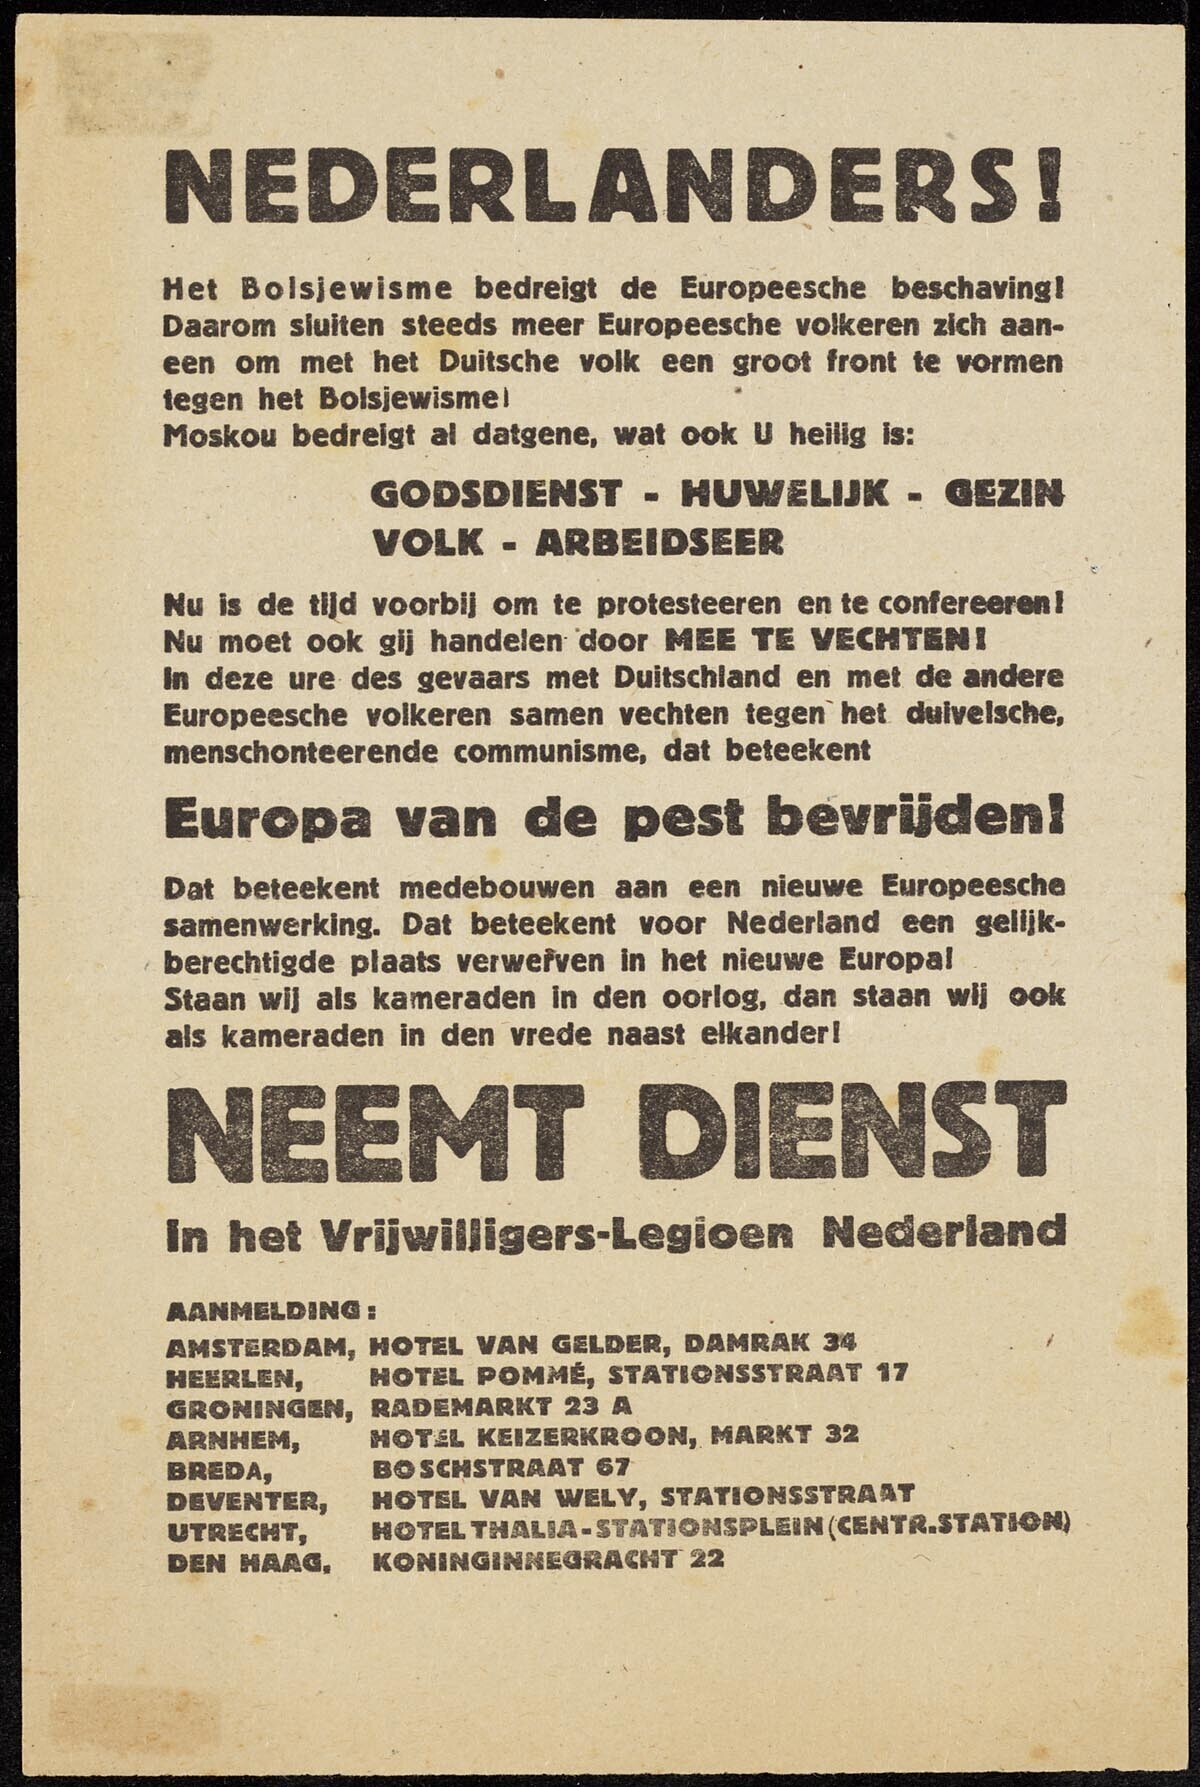 NEDERLANDERS!
Het Bolsjewisme bedreigt de Europeesche beschaving!
Daarom sluiten steeds meer Europeesche volkeren zich aan-
een om met het Duitsche volk een groot front te vormen
tegen het Bolsjewisme!
Moskou bedreigt al datgene, wat ook U heilig is:
GODSDIENST - HUWELIJK - GEZIN
VOLK - ARBEIDSEER
Nu is de tijd voorbij om te protesteeren en te confereeren!
Nu moet ook gij handelen door MEE TE VECHTEN!
In deze ure des gevaars met Duitschland en met de andere
Europeesche volkeren samen vechten tegen het duivelsche,
menschonteerende communisme, dat beteekent
Europa van de pest bevrijden!
Dat beteekent medebouwen aan een nieuwe Europeesche
samenwerking. Dat beteekent voor Nederland een gelijk-
berechtigde plaats verwerven in het nieuwe Europa!
Staan wij als kameraden in den oorlog, dan staan wij ook
als kameraden in den vrede naast elkander!
NEEMT DIENST
In het Vrijwilligers-Legioen Nederland
AANMELDING:
AMSTERDAM, HOTEL VAN GELDER, DAMRAK 34
HEERLEN, HOTEL POMMÉ, STATIONSSTRAAT 17
GRONINGEN, RADEMARKT 23 A
ARNHEM, HOTEL KEIZERKROON, MARKT 32
BREDA, BOSCHSTRAAT 67
DEVENTER, HOTEL VAN WELY, STATIONSSTRAAT
UTRECHT, HOTEL THALIA-STATIONSPLEIN (CENTR.STATION)
DEN HAAG. KONINGINNEGRACHT 22